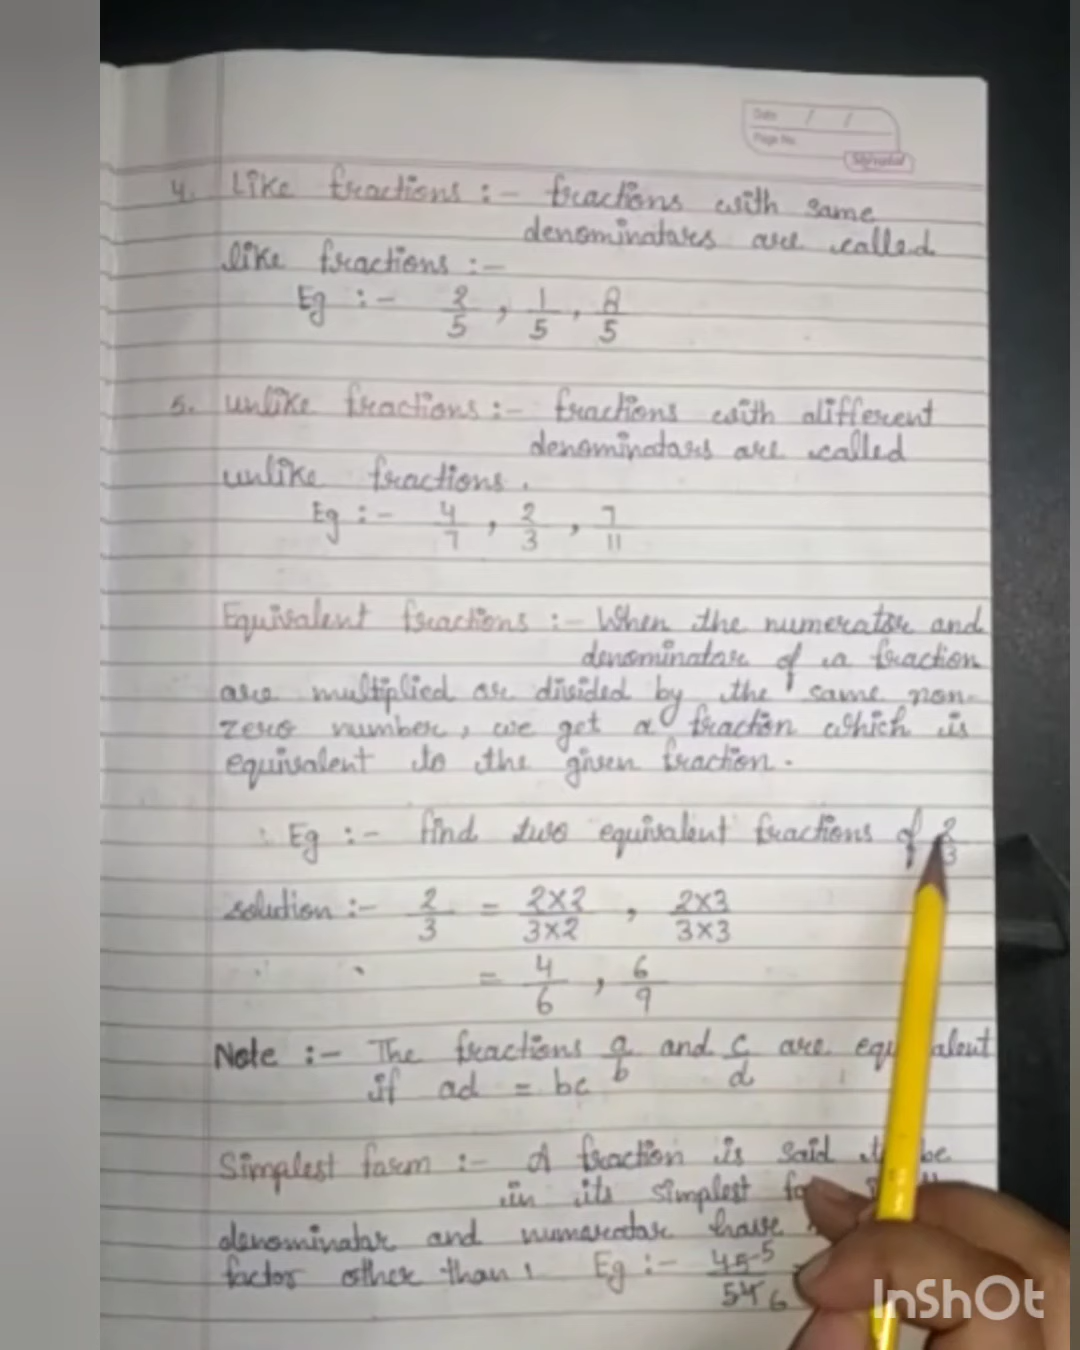 Date / /
Page No.
Shivalal
4. Like fractions :- fractions with same
denominators are called
like fractions :-
Eg :- 2/5 , 1/5 , 8/5
5. Unlike fractions :- fractions with different
denominators are called
unlike fractions .
Eg :- 4/7 , 2/3 , 7/11
Equivalent fractions :- When the numerator and
denominator of a fraction
are multiplied or divided by the same non-
zero number, we get a fraction which is
equivalent to the given fraction .
Eg :- find two equivalent fractions of 2/3
solution :- 2/3 = 2×2/3×2 , 2×3/3×3
= 4/6 , 6/9
Note :- The fractions a/b and c/d are
if ad = bc
Simplest form :- A fraction is said be
in its simplest
denominator and numerator have
factor other than 1 Eg :- 45 5/54 6
InShOt